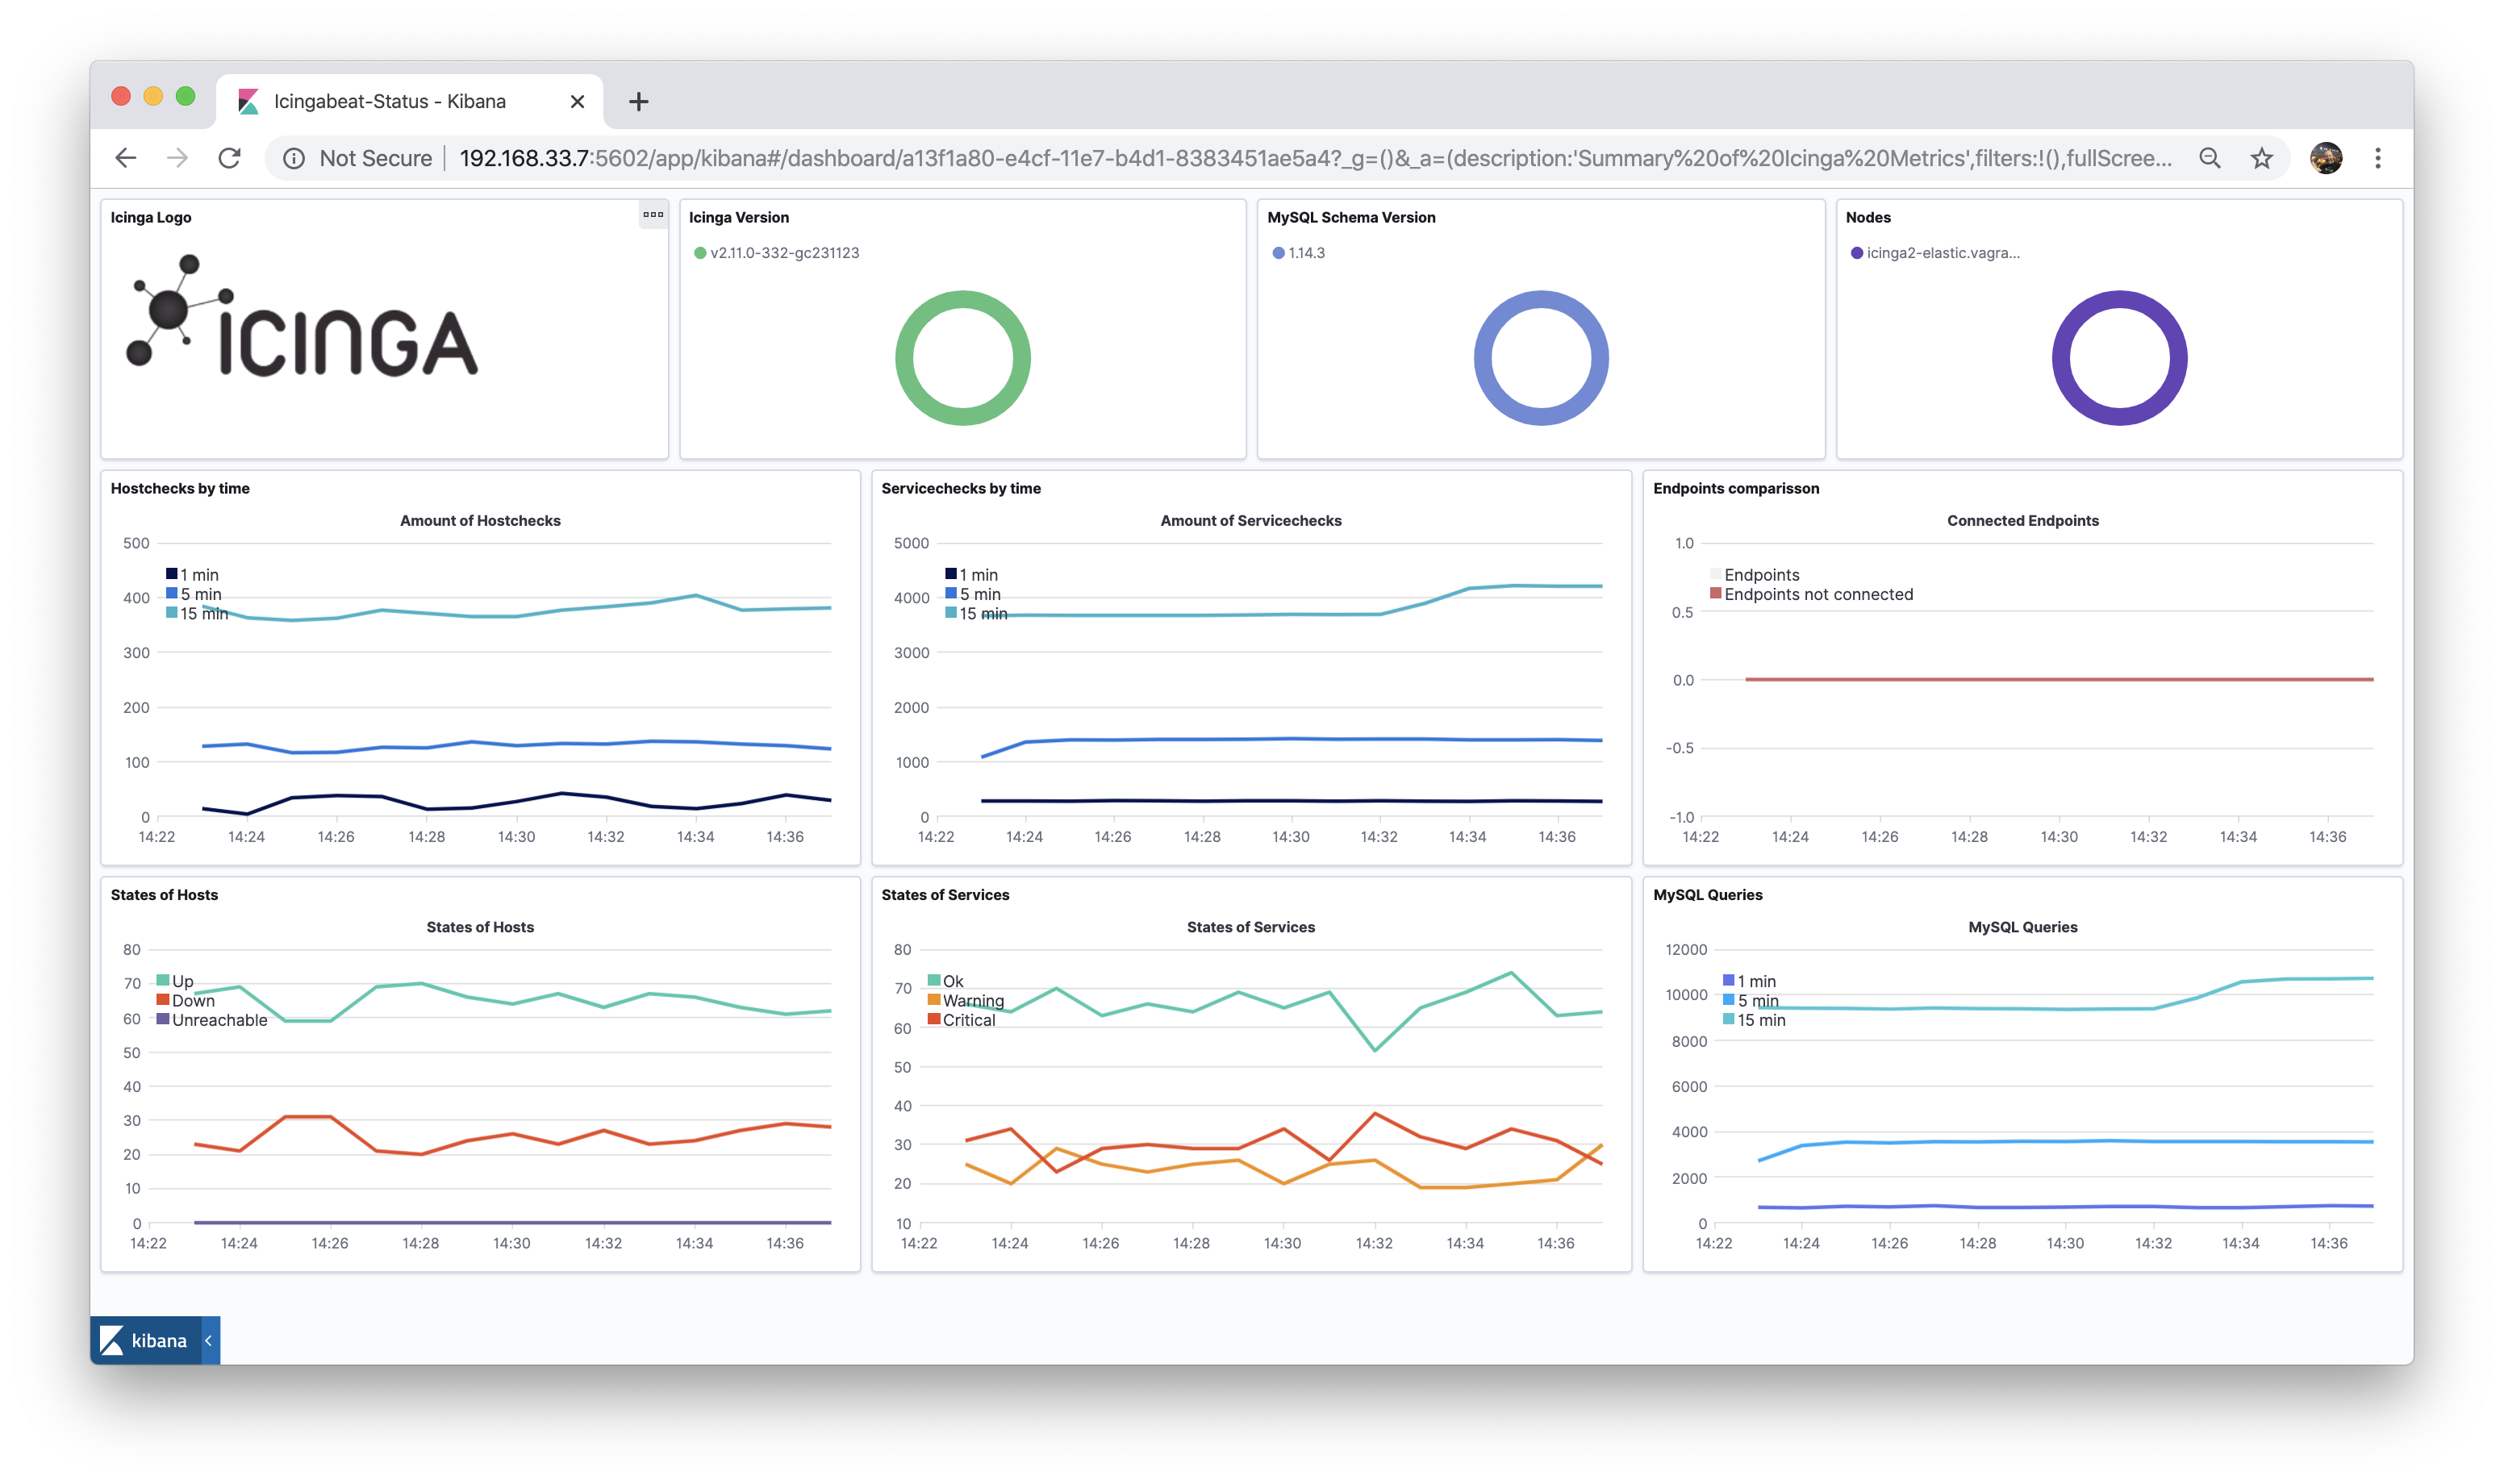 Icingabeat-Status - Kibana
Not Secure
192.168.33.7:5602/app/kibana#/dashboard/a13f1a80-e4cf-11e7-b4d1-8383451ae5a4?_g=()&_a=(description:'Summary%20of%20Icinga%20Metrics',filters:!(),fullScree...
Icinga Logo
ICINGA
Icinga Version
v2.11.0-332-gc231123
MySQL Schema Version
1.14.3
Nodes
icinga2-elastic.vagra...
Hostchecks by time
Amount of Hostchecks
500
400
300
200
100
0
1 min
5 min
15 min
14:22 14:24 14:26 14:28 14:30 14:32 14:34 14:36
Servicechecks by time
Amount of Servicechecks
5000
4000
3000
2000
1000
0
1 min
5 min
15 min
14:22 14:24 14:26 14:28 14:30 14:32 14:34 14:36
Endpoints comparisson
Connected Endpoints
1.0
0.5
0.0
-0.5
-1.0
Endpoints
Endpoints not connected
14:22 14:24 14:26 14:28 14:30 14:32 14:34 14:36
States of Hosts
States of Hosts
80
70
60
50
40
30
20
10
0
Up
Down
Unreachable
14:22 14:24 14:26 14:28 14:30 14:32 14:34 14:36
States of Services
States of Services
80
70
60
50
40
30
20
10
Ok
Warning
Critical
14:22 14:24 14:26 14:28 14:30 14:32 14:34 14:36
MySQL Queries
MySQL Queries
12000
10000
8000
6000
4000
2000
0
1 min
5 min
15 min
14:22 14:24 14:26 14:28 14:30 14:32 14:34 14:36
kibana